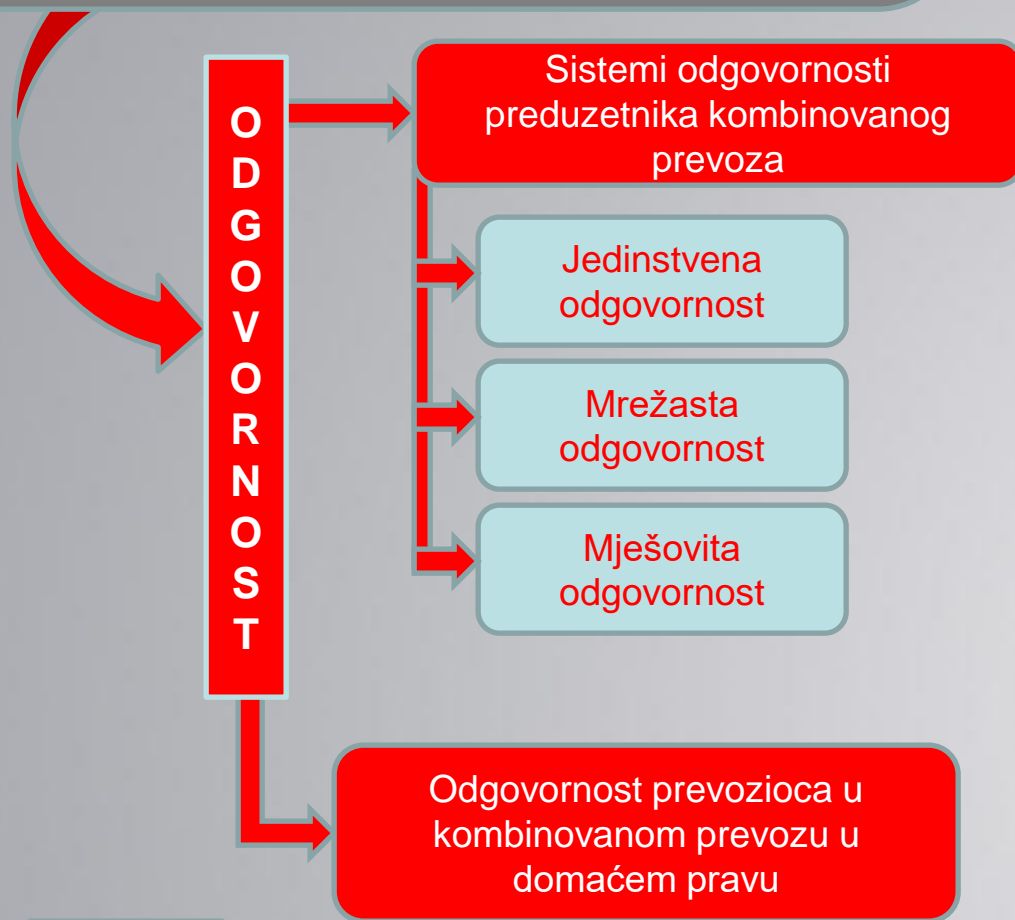 ODGOVORNOST
Sistemi odgovornosti
preduzetnika kombinovanog
prevoza
Jedinstvena
odgovornost
Mrežasta
odgovornost
Mješovita
odgovornost
Odgovornost prevozioca u
kombinovanom prevozu u
domaćem pravu